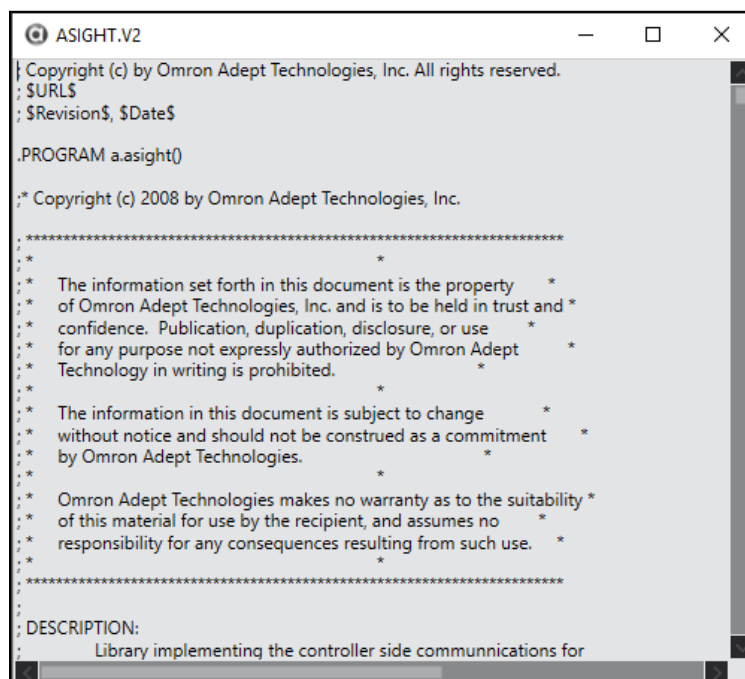 ASIGHT.V2
; Copyright (c) by Omron Adept Technologies, Inc. All rights reserved.
; $URL$
; $Revision$, $Date$
.PROGRAM a.asight()
;* Copyright (c) 2008 by Omron Adept Technologies, Inc.
; ************************************************************************
; * *
; * The information set forth in this document is the property *
; * of Omron Adept Technologies, Inc. and is to be held in trust and *
; * confidence. Publication, duplication, disclosure, or use *
; * for any purpose not expressly authorized by Omron Adept *
; * Technology in writing is prohibited. *
; * *
; * The information in this document is subject to change *
; * without notice and should not be construed as a commitment *
; * by Omron Adept Technologies. *
; * *
; * Omron Adept Technologies makes no warranty as to the suitability *
; * of this material for use by the recipient, and assumes no *
; * responsibility for any consequences resulting from such use. *
; * *
; ************************************************************************
;
; DESCRIPTION:
; Library implementing the controller side communnications for